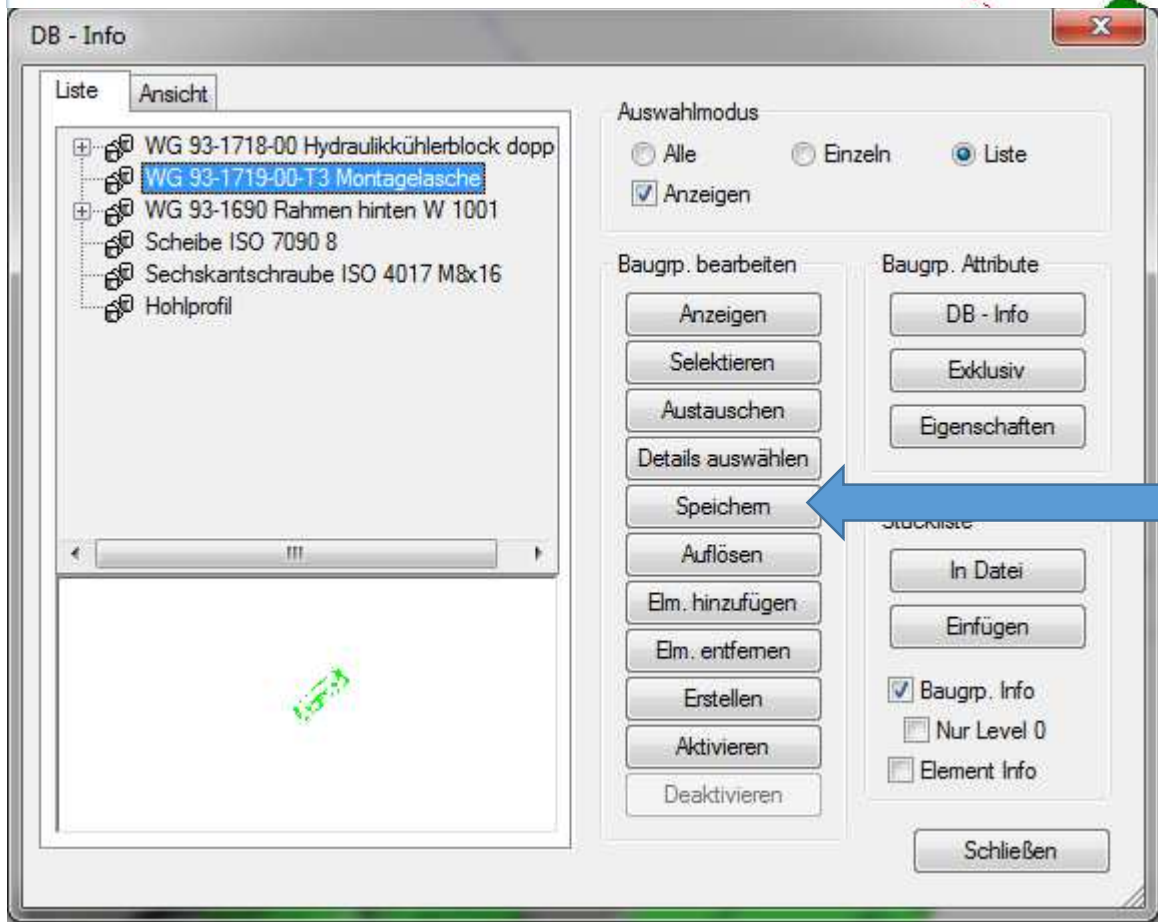 DB - Info
Liste
Ansicht
WG 93-1718-00 Hydraulikkühlerblock dopp
WG 93-1719-00-T3 Montagelasche
WG 93-1690 Rahmen hinten W 1001
Scheibe ISO 7090 8
Sechskantschraube ISO 4017 M8x16
Hohlprofil
Auswahlmodus
Alle
Einzeln
Liste
Anzeigen
Baugrp. bearbeiten
Anzeigen
Selektieren
Austauschen
Details auswählen
Speichern
Auflösen
Elm. hinzufügen
Elm. entfernen
Erstellen
Aktivieren
Deaktivieren
Baugrp. Attribute
DB - Info
Exklusiv
Eigenschaften
Stückliste
In Datei
Einfügen
Baugrp. Info
Nur Level 0
Element Info
Schließen